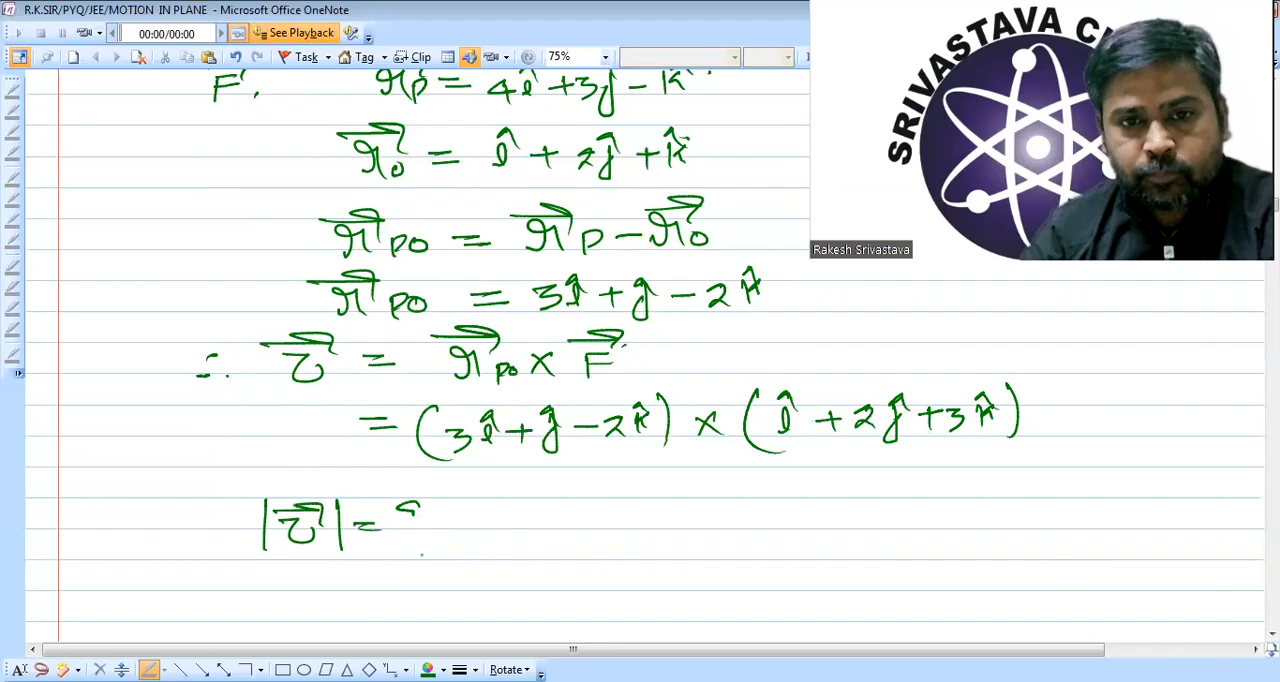 R.K.SIR/PYQ/JEE/MOTION IN PLANE - Microsoft Office OneNote
00:00/00:00 See Playback
Task Tag Clip 75%
SRIVASTAVA C
Rakesh Srivastava
F. r⃗p = 4î + 3ĵ − k̂
r⃗o = î + 2ĵ + k̂
r⃗po = r⃗p − r⃗o
r⃗po = 3î + ĵ − 2k̂
∴ τ⃗ = r⃗po × F⃗
= (3î + ĵ − 2k̂) × (î + 2ĵ + 3k̂)
|τ⃗| =
Rotate